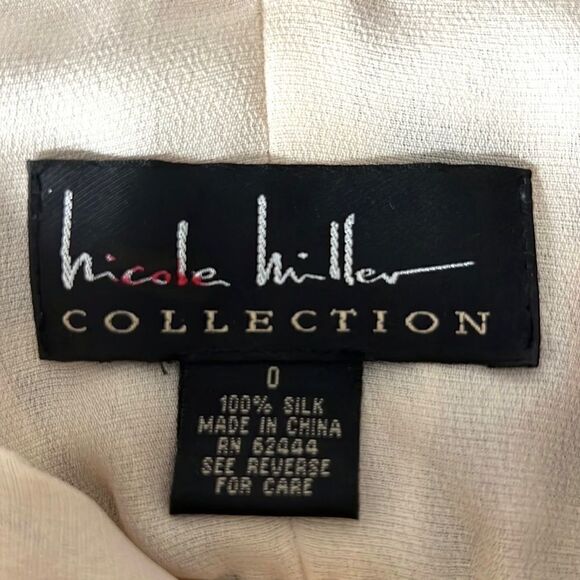 nicole miller
COLLECTION
0
100% SILK
MADE IN CHINA
RN 62444
SEE REVERSE
FOR CARE